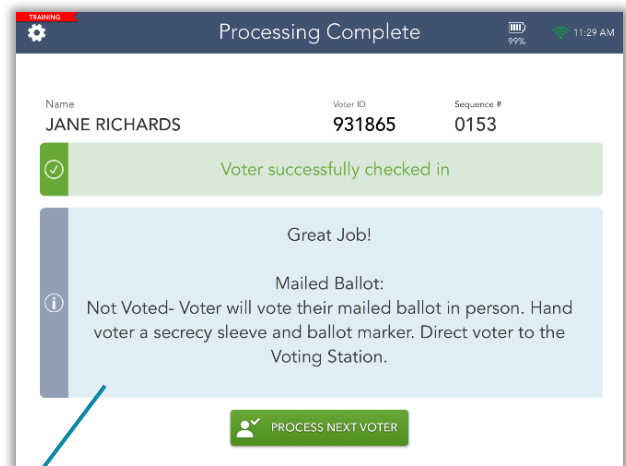 TRAINING
Processing Complete
99%
11:29 AM
Name
Voter ID
Sequence #
JANE RICHARDS
931865
0153
Voter successfully checked in
Great Job!
Mailed Ballot:
Not Voted- Voter will vote their mailed ballot in person. Hand
voter a secrecy sleeve and ballot marker. Direct voter to the
Voting Station.
PROCESS NEXT VOTER